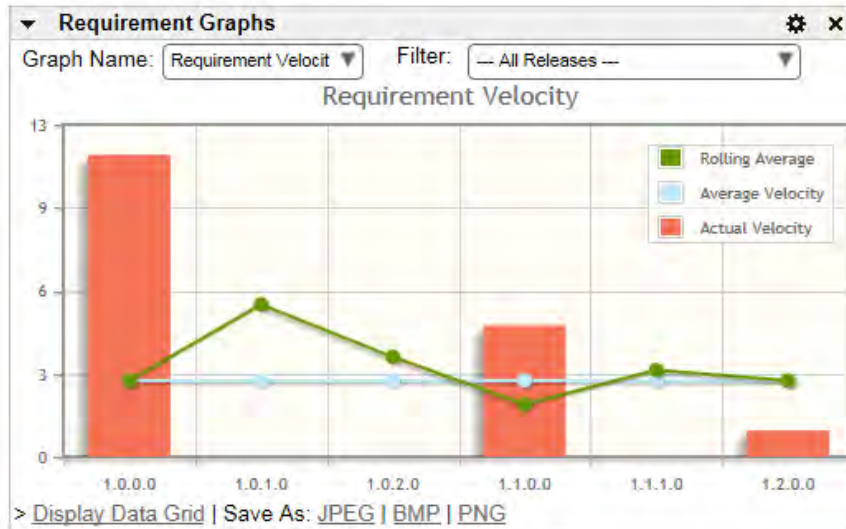 Requirement Graphs
Graph Name: Requirement Velocit Filter: --- All Releases ---
Requirement Velocity
13
Rolling Average
Average Velocity
9
Actual Velocity
6
3
0
1.0.0.0 1.0.1.0 1.0.2.0 1.1.0.0 1.1.1.0 1.2.0.0
> Display Data Grid | Save As: JPEG | BMP | PNG